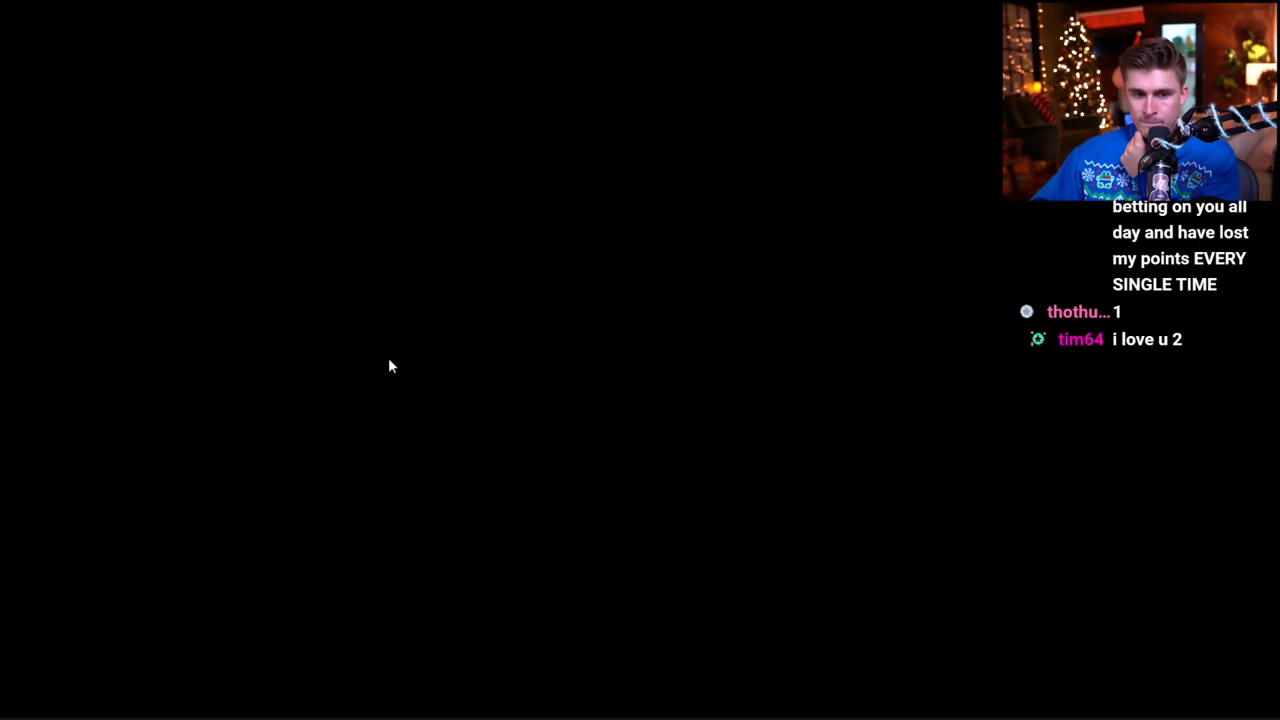 betting on you all
day and have lost
my points EVERY
SINGLE TIME
thothu... 1
tim64 i love u 2